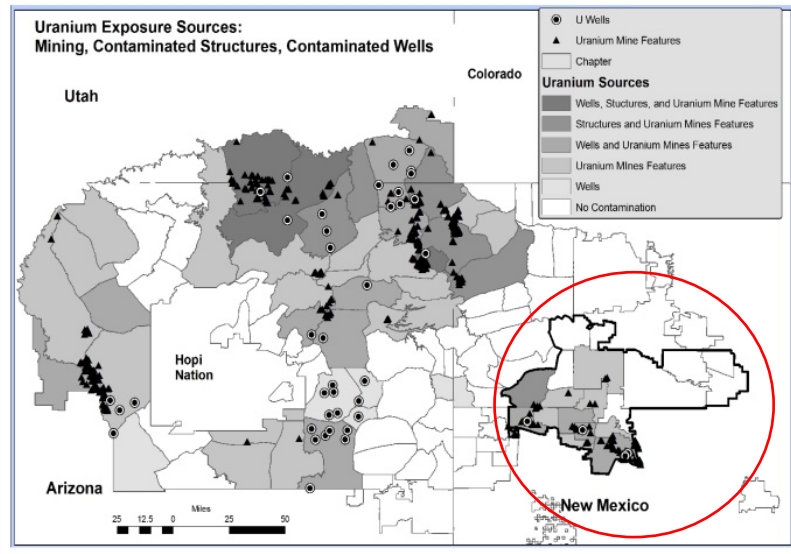 Uranium Exposure Sources:
Mining, Contaminated Structures, Contaminated Wells
Utah
Colorado
Hopi
Nation
Arizona
New Mexico
Miles
25 12.5 0 25 50
U Wells
Uranium Mine Features
Chapter
Uranium Sources
Wells, Stuctures, and Uranium Mine Features
Structures and Uranium Mines Features
Wells and Uranium Mines Features
Uranium MInes Features
Wells
No Contamination